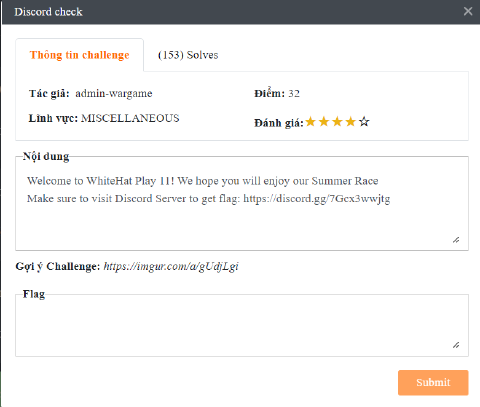 Discord check
Thông tin challenge
(153) Solves
Tác giả: admin-wargame
Điểm: 32
Lĩnh vực: MISCELLANEOUS
Đánh giá:
Nội dung
Welcome to WhiteHat Play 11! We hope you will enjoy our Summer Race
Make sure to visit Discord Server to get flag: https://discord.gg/7Gcx3wwjtg
Gợi ý Challenge: https://imgur.com/a/gUdjLgi
Flag
Submit